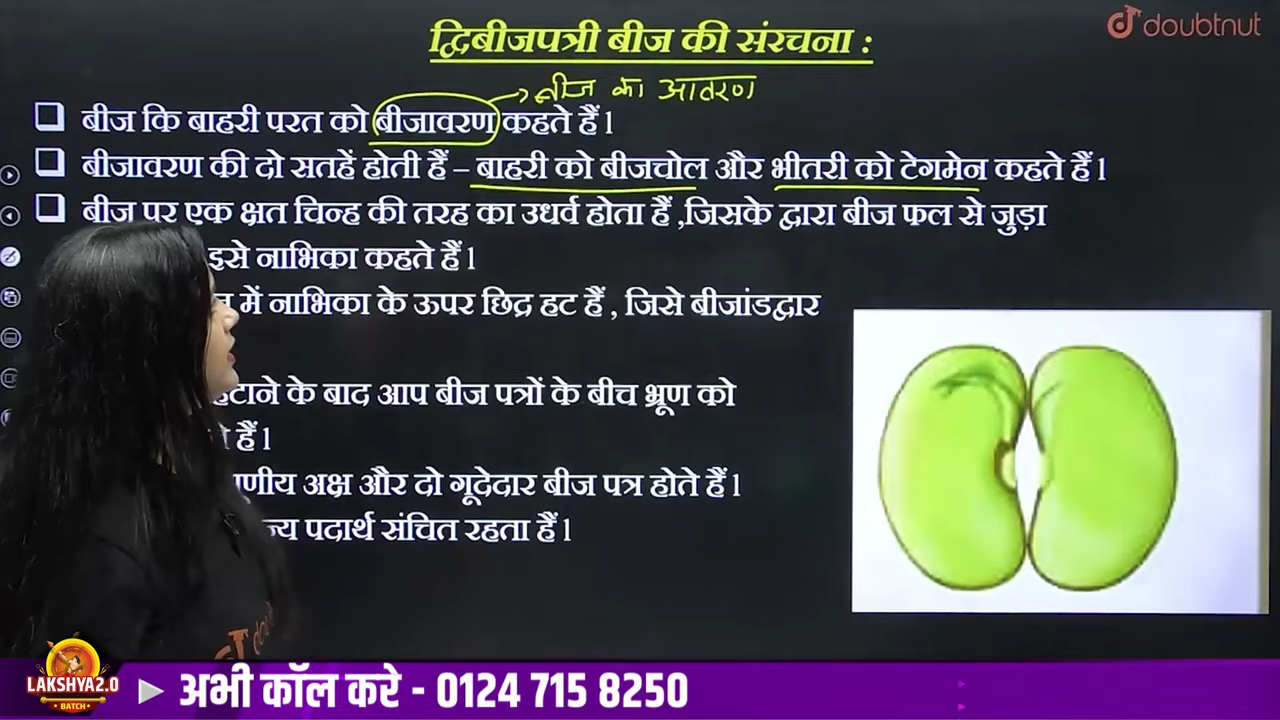 doubtnut
द्विबीजपत्री बीज की संरचना :
बीज का आवरण
बीज कि बाहरी परत को बीजावरण कहते हैं l
बीजावरण की दो सतहें होती हैं – बाहरी को बीजचोल और भीतरी को टेगमेन कहते हैं l
बीज पर एक क्षत चिन्ह की तरह का उधर्व होता हैं ,जिसके द्वारा बीज फल से जुड़ा
इसे नाभिका कहते हैं l
में नाभिका के ऊपर छिद्र हट हैं , जिसे बीजांडद्वार
हटाने के बाद आप बीज पत्रों के बीच भ्रूण को
हैं l
अक्ष और दो गूदेदार बीज पत्र होते हैं l
पदार्थ संचित रहता हैं l
LAKSHYA2.0
BATCH
अभी कॉल करे - 0124 715 8250